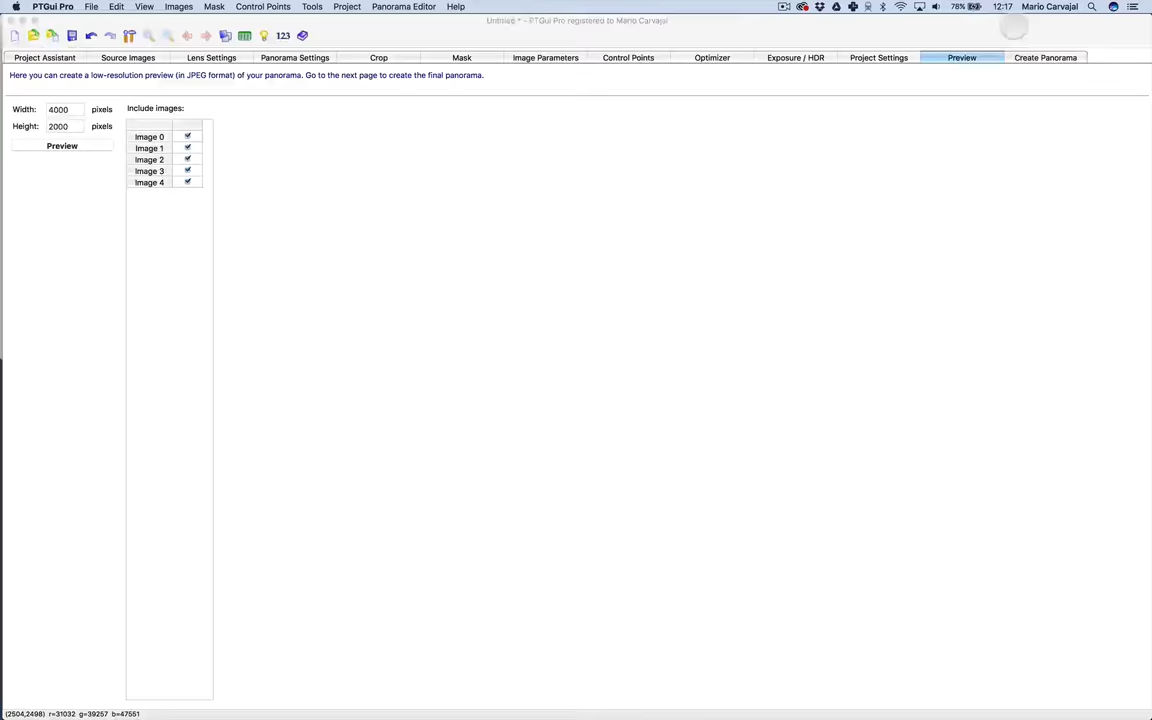 PTGui Pro File Edit View Images Mask Control Points Tools Project Panorama Editor Help 78% 12:17 Mario Carvajal
Untitled * - PTGui Pro registered to Mario Carvajal
123
Project Assistant Source Images Lens Settings Panorama Settings Crop Mask Image Parameters Control Points Optimizer Exposure / HDR Project Settings Preview Create Panorama
Here you can create a low-resolution preview (in JPEG format) of your panorama. Go to the next page to create the final panorama.
Width: 4000 pixels Include images:
Height: 2000 pixels
Preview
Image 0
Image 1
Image 2
Image 3
Image 4
(2504,2498) r=31032 g=39257 b=47551